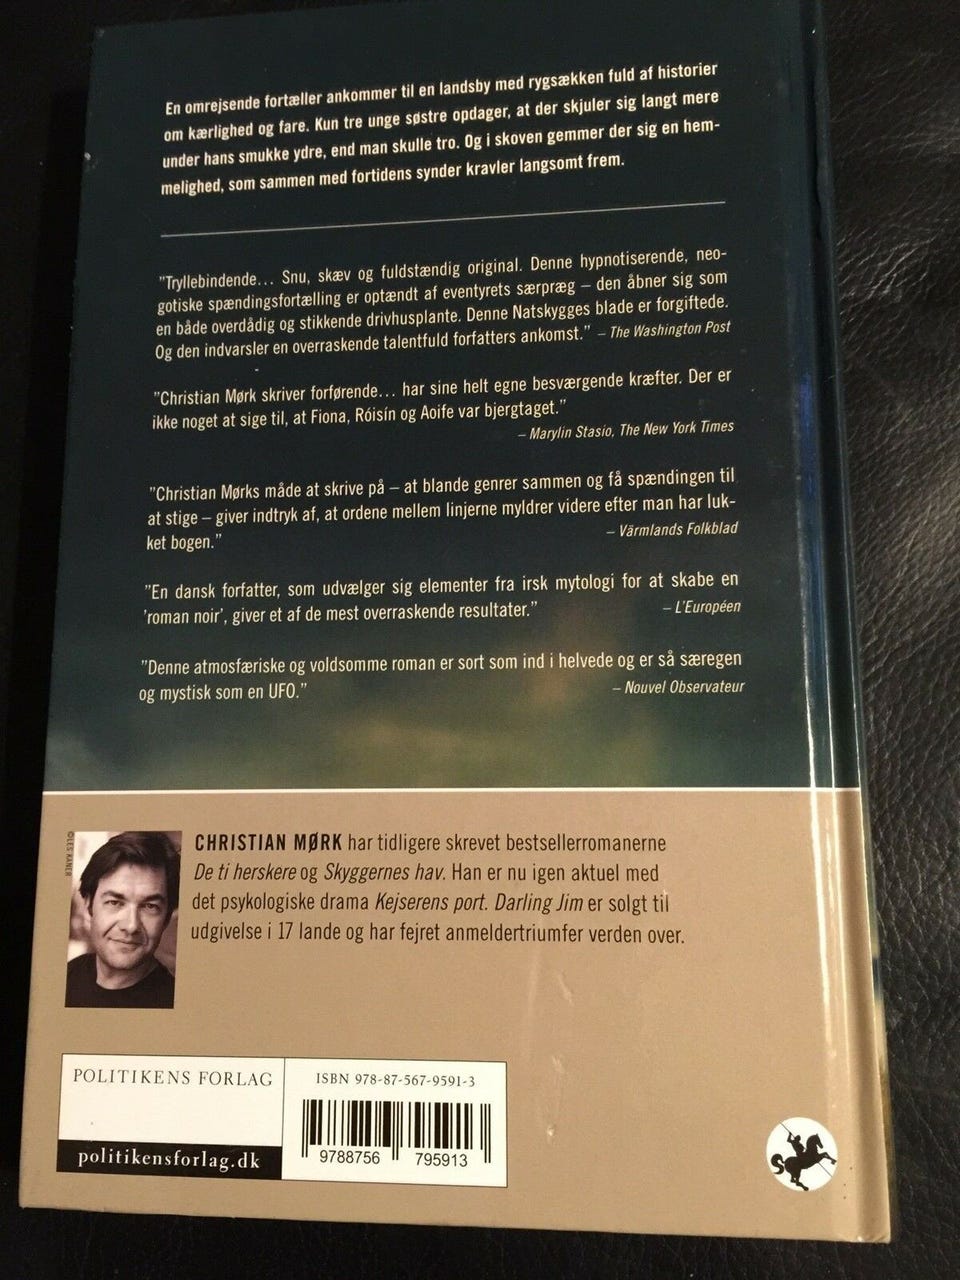 En omrejsende fortæller ankommer til en landsby med rygsækken fuld af historier
om kærlighed og fare. Kun tre unge søstre opdager, at der skjuler sig langt mere
under hans smukke ydre, end man skulle tro. Og i skoven gemmer der sig en hem-
melighed, som sammen med fortidens synder kravler langsomt frem.
"Tryllebindende... Snu, skæv og fuldstændig original. Denne hypnotiserende, neo-
gotiske spændingsfortælling er optændt af eventyrets særpræg – den åbner sig som
en både overdådig og stikkende drivhusplante. Denne Natskygges blade er forgiftede.
Og den indvarsler en overraskende talentfuld forfatters ankomst." – The Washington Post
"Christian Mørk skriver forførende... har sine helt egne besværgende kræfter. Der er
ikke noget at sige til, at Fiona, Róisín og Aoife var bjergtaget."
– Marylin Stasio, The New York Times
"Christian Mørks måde at skrive på – at blande genrer sammen og få spændingen til
at stige – giver indtryk af, at ordene mellem linjerne myldrer videre efter man har luk-
ket bogen." – Värmlands Folkblad
"En dansk forfatter, som udvælger sig elementer fra irsk mytologi for at skabe en
'roman noir', giver et af de mest overraskende resultater." – L'Européen
"Denne atmosfæriske og voldsomme roman er sort som ind i helvede og er så særegen
og mystisk som en UFO." – Nouvel Observateur
©LES KANER
CHRISTIAN MØRK har tidligere skrevet bestsellerromanerne
De ti herskere og Skyggernes hav. Han er nu igen aktuel med
det psykologiske drama Kejserens port. Darling Jim er solgt til
udgivelse i 17 lande og har fejret anmeldertriumfer verden over.
POLITIKENS FORLAG
politikensforlag.dk
ISBN 978-87-567-9591-3
9788756 795913